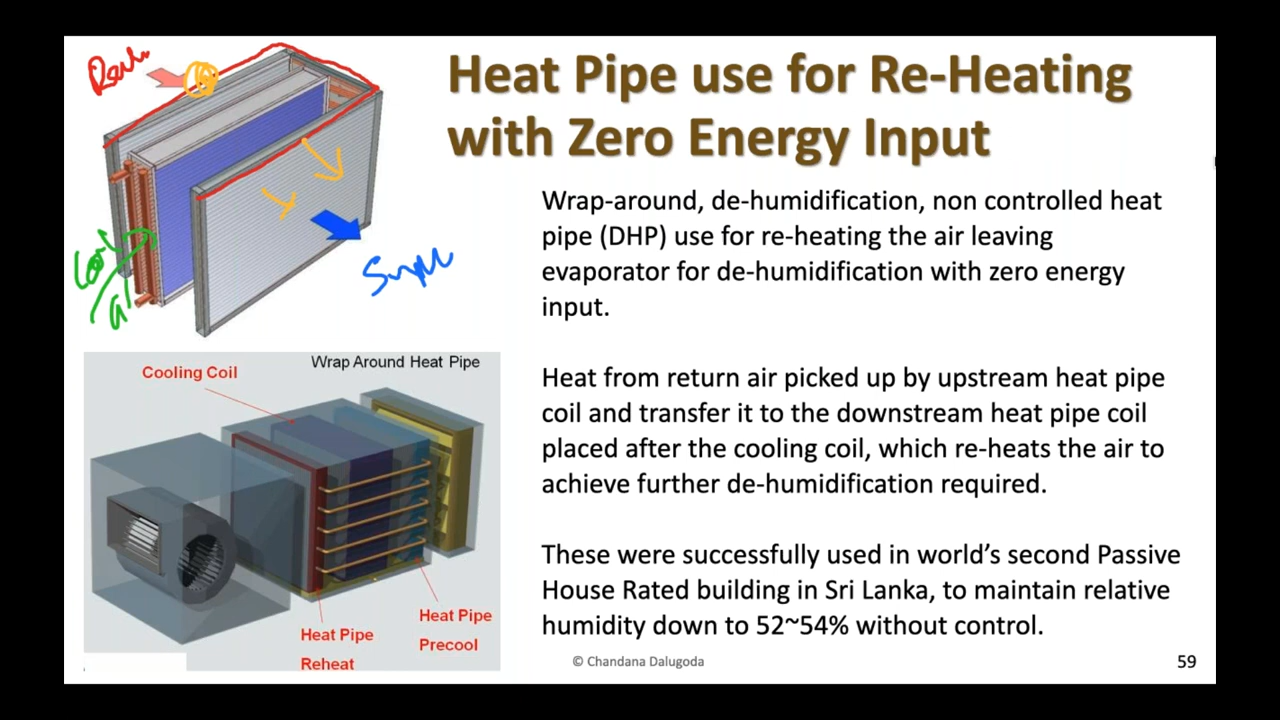 Heat Pipe use for Re-Heating
with Zero Energy Input
Wrap-around, de-humidification, non controlled heat
pipe (DHP) use for re-heating the air leaving
evaporator for de-humidification with zero energy
input.
Heat from return air picked up by upstream heat pipe
coil and transfer it to the downstream heat pipe coil
placed after the cooling coil, which re-heats the air to
achieve further de-humidification required.
These were successfully used in world’s second Passive
House Rated building in Sri Lanka, to maintain relative
humidity down to 52~54% without control.
Cooling Coil
Wrap Around Heat Pipe
Heat Pipe
Reheat
Heat Pipe
Precool
© Chandana Dalugoda
59